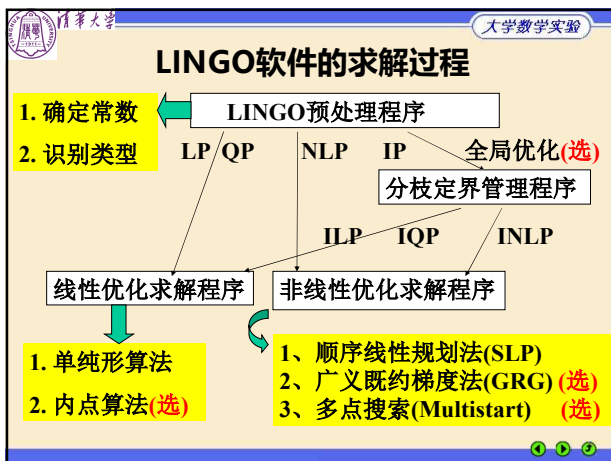 清华大学
大学数学实验
LINGO软件的求解过程
1. 确定常数
2. 识别类型
LINGO预处理程序
LP QP NLP IP 全局优化(选)
分枝定界管理程序
ILP IQP INLP
线性优化求解程序
非线性优化求解程序
1. 单纯形算法
2. 内点算法(选)
1、顺序线性规划法(SLP)
2、广义既约梯度法(GRG) (选)
3、多点搜索(Multistart) (选)